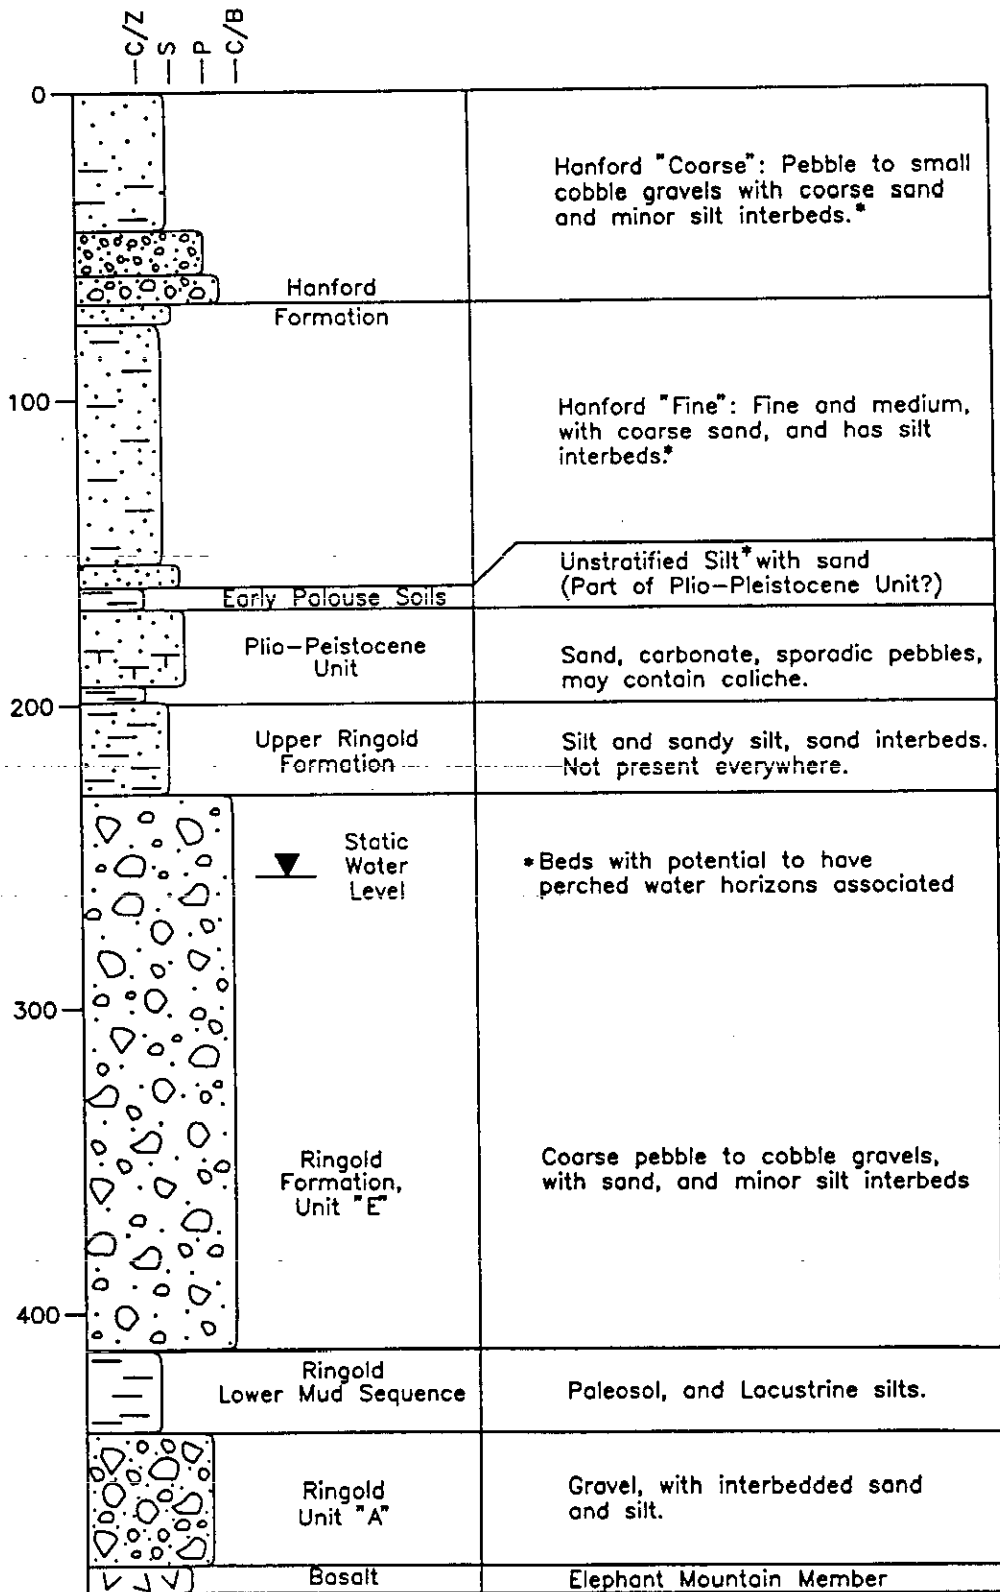 C/Z
S
P
C/B
0
Hanford "Coarse": Pebble to small
cobble gravels with coarse sand
and minor silt interbeds.*
Hanford
Formation
100
Hanford "Fine": Fine and medium,
with coarse sand, and has silt
interbeds.*
Unstratified Silt* with sand
(Part of Plio-Pleistocene Unit?)
Early Palouse Soils
Plio-Peistocene
Unit
Sand, carbonate, sporadic pebbles,
may contain caliche.
200
Upper Ringold
Formation
Silt and sandy silt, sand interbeds.
Not present everywhere.
Static
Water
Level
*Beds with potential to have
perched water horizons associated
300
Ringold
Formation,
Unit "E"
Coarse pebble to cobble gravels,
with sand, and minor silt interbeds
400
Ringold
Lower Mud Sequence
Paleosol, and Lacustrine silts.
Ringold
Unit "A"
Gravel, with interbedded sand
and silt.
Basalt
Elephant Mountain Member